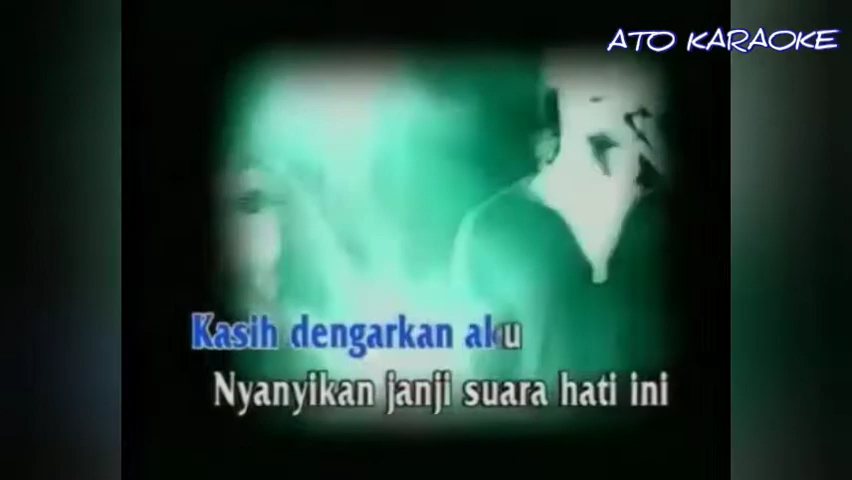 ATO KARAOKE
Kasih dengarkan aku
Nyanyikan janji suara hati ini